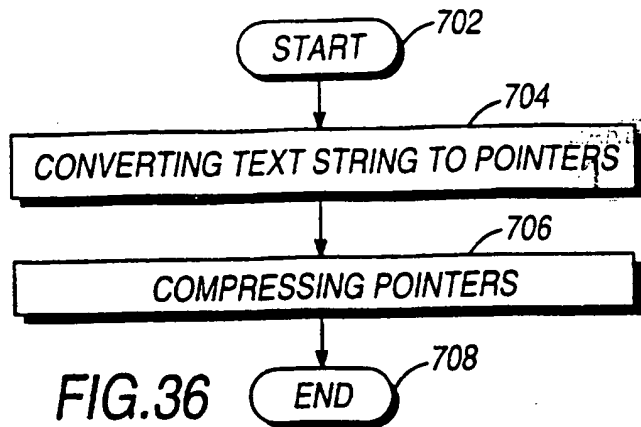 START
702
704
CONVERTING TEXT STRING TO POINTERS
706
COMPRESSING POINTERS
708
FIG.36
END